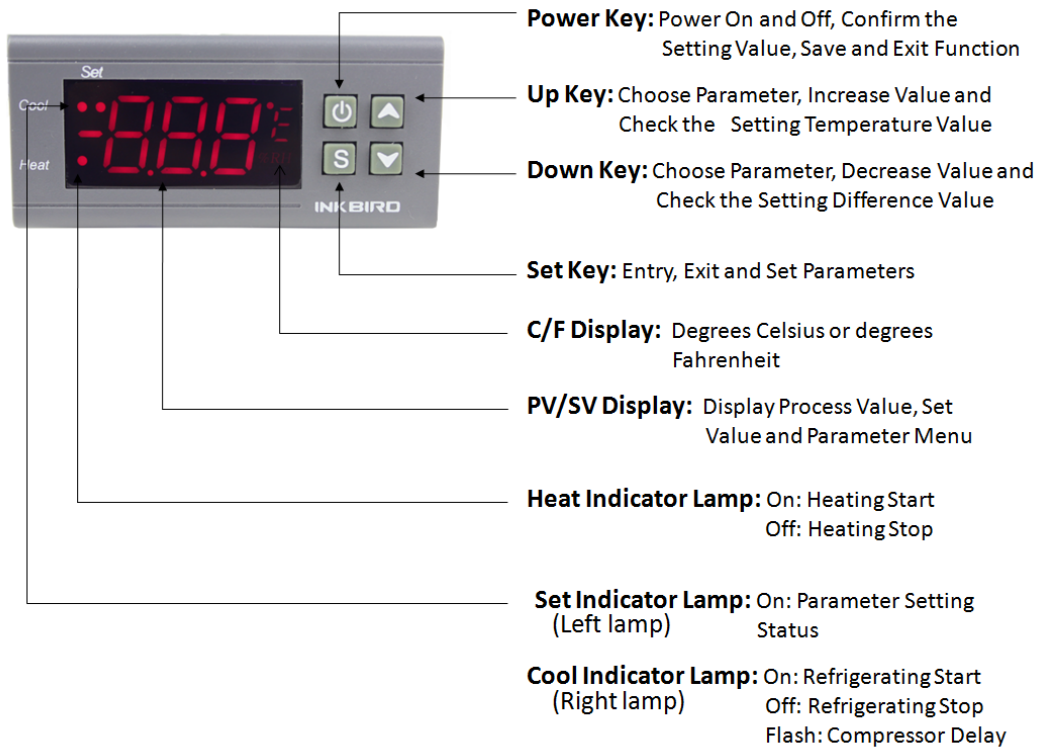 Power Key: Power On and Off, Confirm the
Setting Value, Save and Exit Function
Set
Cool
Up Key: Choose Parameter, Increase Value and
Check the Setting Temperature Value
Heat
S
Down Key: Choose Parameter, Decrease Value and
Check the Setting Difference Value
INKBIRD
Set Key: Entry, Exit and Set Parameters
C/F Display: Degrees Celsius or degrees
Fahrenheit
PV/SV Display: Display Process Value, Set
Value and Parameter Menu
Heat Indicator Lamp: On: Heating Start
Off: Heating Stop
Set Indicator Lamp: On: Parameter Setting
(Left lamp) Status
Cool Indicator Lamp: On: Refrigerating Start
(Right lamp) Off: Refrigerating Stop
Flash: Compressor Delay